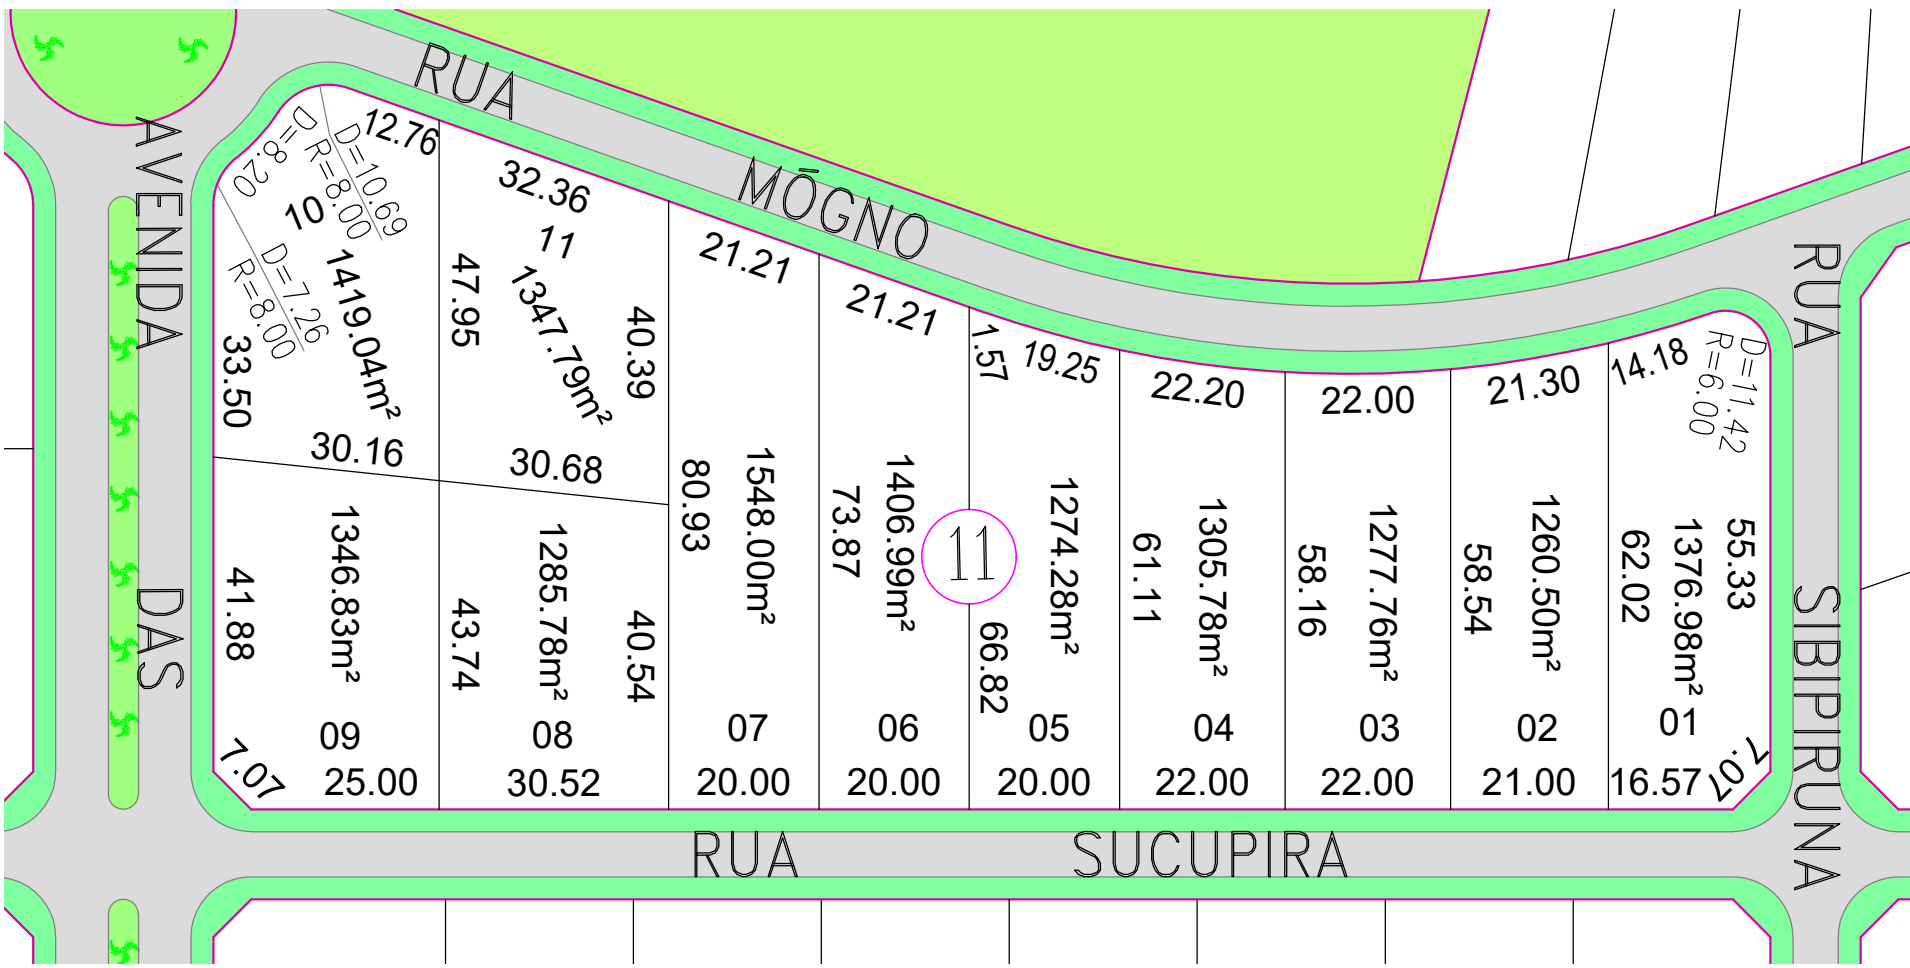 RUA MŌGNO
AVENIDA DAS
RUA SIBIPIRUNA
RUA SUCUPIRA
12.76
D=10.69
R=8.00
D=8.20
10
D=7.26
R=8.00
1419.04m²
33.50
30.16
32.36
11
47.95
1347.79m²
40.39
30.68
21.21
21.21
1.57
19.25
22.20
22.00
21.30
14.18
D=11.42
R=6.00
41.88
1346.83m²
09
7.07
25.00
43.74
1285.78m²
40.54
08
30.52
80.93
1548.00m²
07
20.00
73.87
1406.99m²
06
20.00
11
66.82
1274.28m²
05
20.00
61.11
1305.78m²
04
22.00
58.16
1277.76m²
03
22.00
58.54
1260.50m²
02
21.00
62.02
1376.98m²
55.33
01
16.57
7.07